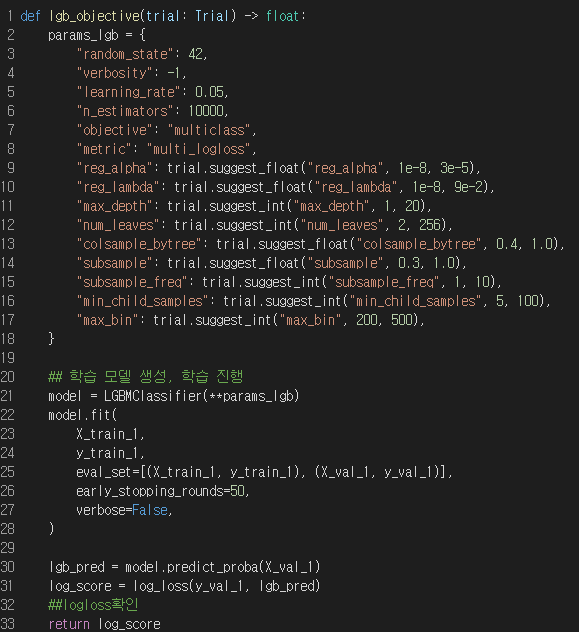 1 def lgb_objective(trial: Trial) -> float:
2     params_lgb = {
3         "random_state": 42,
4         "verbosity": -1,
5         "learning_rate": 0.05,
6         "n_estimators": 10000,
7         "objective": "multiclass",
8         "metric": "multi_logloss",
9         "reg_alpha": trial.suggest_float("reg_alpha", 1e-8, 3e-5),
10         "reg_lambda": trial.suggest_float("reg_lambda", 1e-8, 9e-2),
11         "max_depth": trial.suggest_int("max_depth", 1, 20),
12         "num_leaves": trial.suggest_int("num_leaves", 2, 256),
13         "colsample_bytree": trial.suggest_float("colsample_bytree", 0.4, 1.0),
14         "subsample": trial.suggest_float("subsample", 0.3, 1.0),
15         "subsample_freq": trial.suggest_int("subsample_freq", 1, 10),
16         "min_child_samples": trial.suggest_int("min_child_samples", 5, 100),
17         "max_bin": trial.suggest_int("max_bin", 200, 500),
18     }
19
20     ## 학습 모델 생성, 학습 진행
21     model = LGBMClassifier(**params_lgb)
22     model.fit(
23         X_train_1,
24         y_train_1,
25         eval_set=[(X_train_1, y_train_1), (X_val_1, y_val_1)],
26         early_stopping_rounds=50,
27         verbose=False,
28     )
29
30     lgb_pred = model.predict_proba(X_val_1)
31     log_score = log_loss(y_val_1, lgb_pred)
32     ##logloss확인
33     return log_score